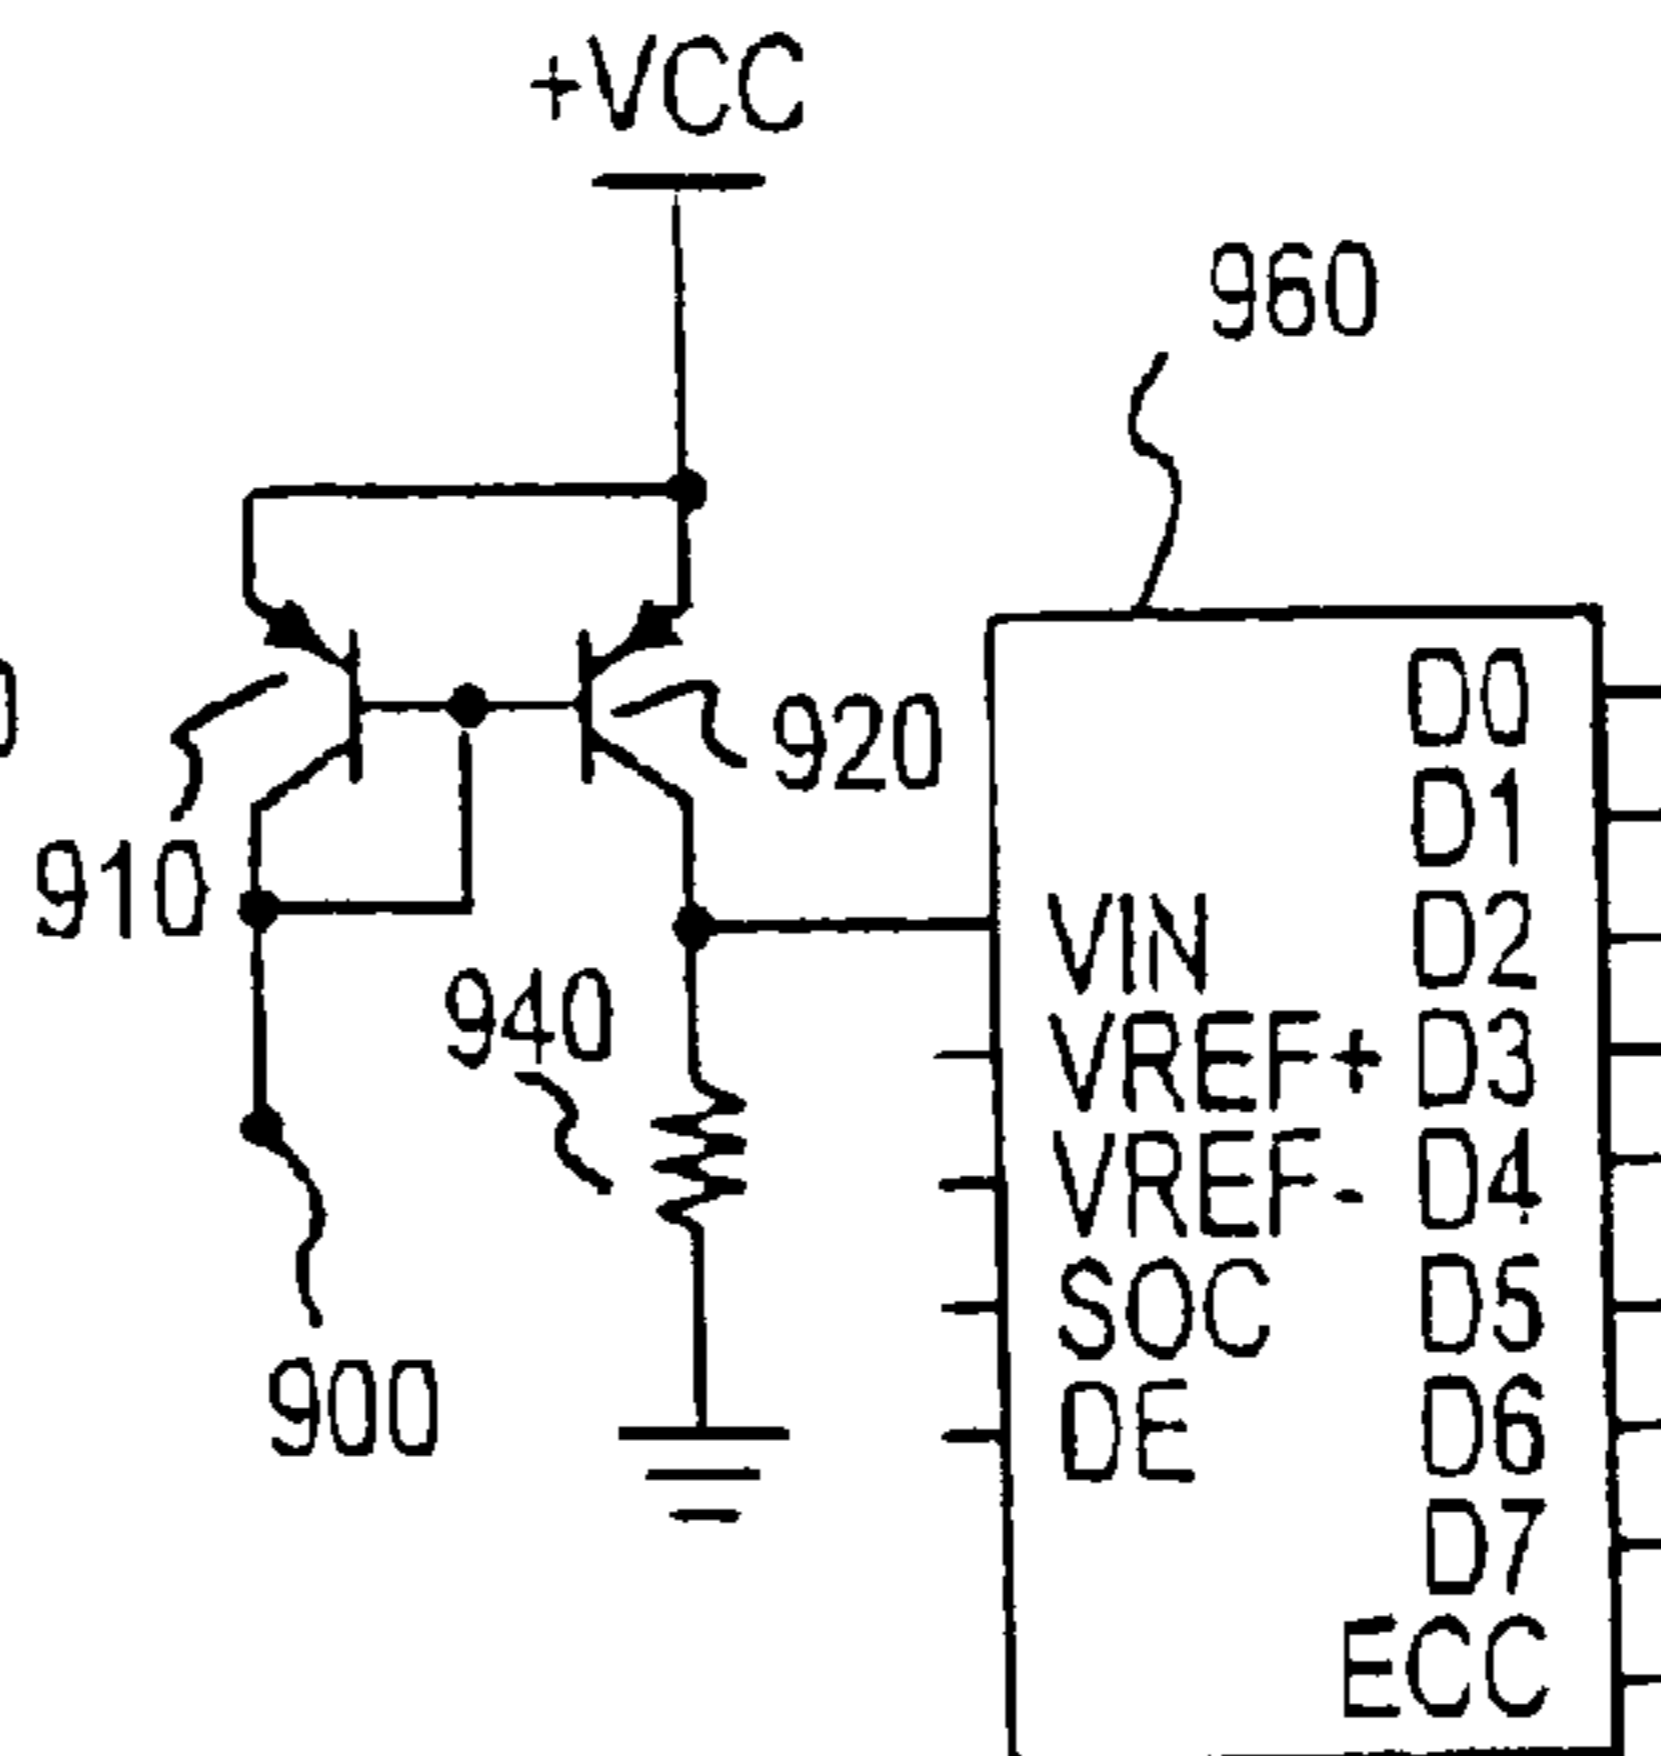 +VCC
960
D0
920
D1
910
VIN D2
940
VREF+ D3
VREF- D4
SOC D5
900
DE D6
D7
ECC